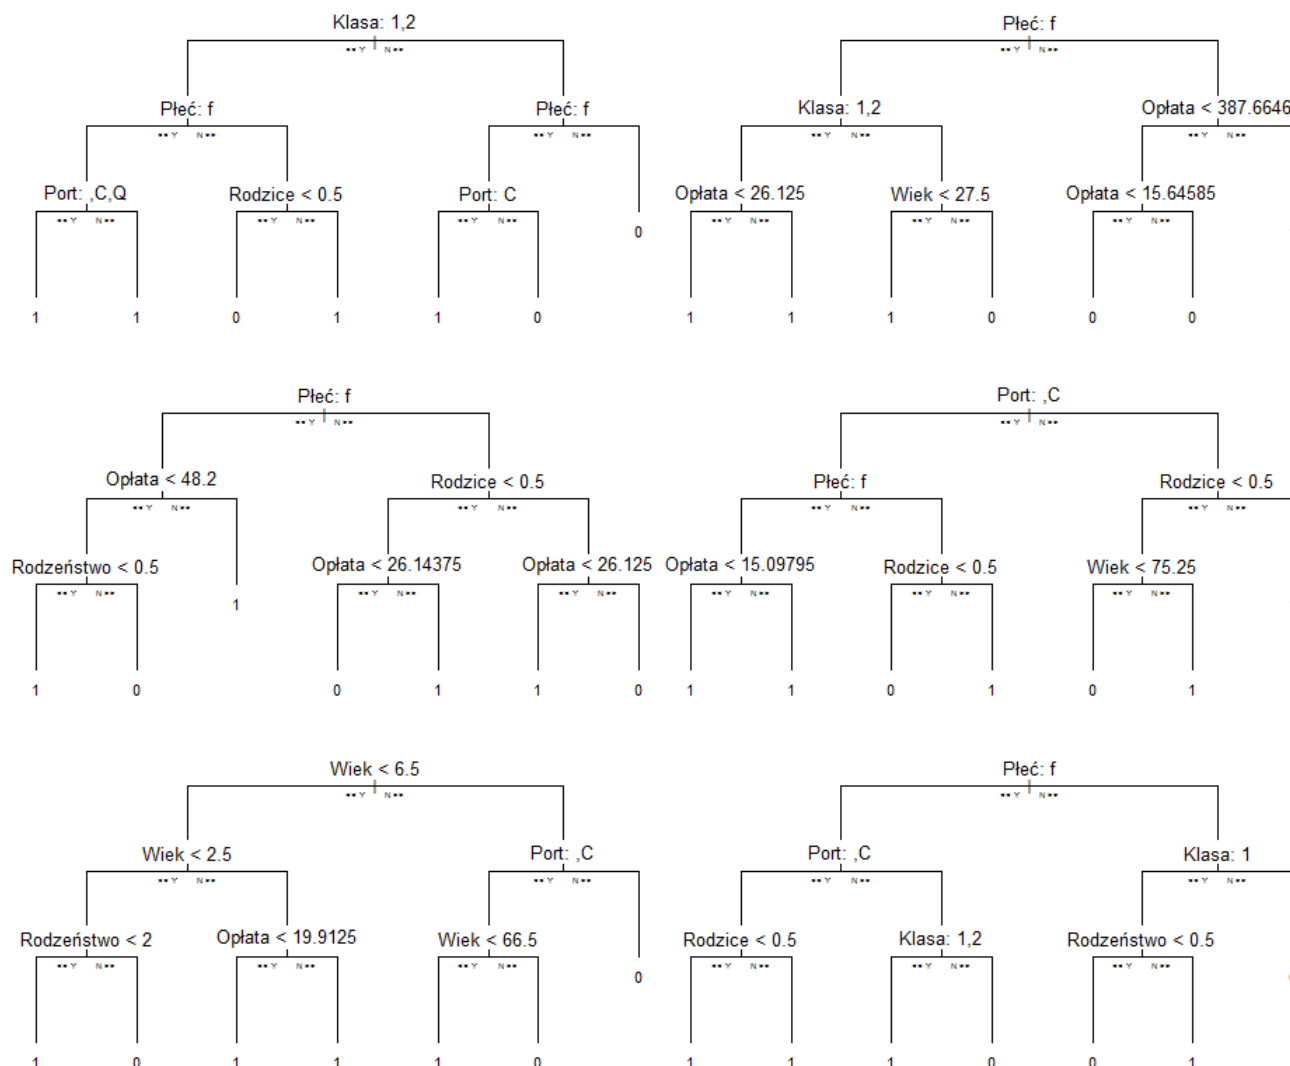 Klasa: 1,2
Y N
Płeć: f
Y N
Płeć: f
Y N
Port: ,C,Q
Y N
Rodzice < 0.5
Y N
Port: C
Y N
0
1 1 0 1 1 0
Płeć: f
Y N
Klasa: 1,2
Y N
Opłata < 387.6646
Y N
Opłata < 26.125
Y N
Wiek < 27.5
Y N
Opłata < 15.64585
Y N
1 1 1 0 0 0
Płeć: f
Y N
Opłata < 48.2
Y N
Rodzice < 0.5
Y N
Rodzeństwo < 0.5
Y N
1
Opłata < 26.14375
Y N
Opłata < 26.125
Y N
1 0 0 1 1 0
Port: ,C
Y N
Płeć: f
Y N
Rodzice < 0.5
Y N
Opłata < 15.09795
Y N
Rodzice < 0.5
Y N
Wiek < 75.25
Y N
1 1 0 1 0 1
Wiek < 6.5
Y N
Wiek < 2.5
Y N
Port: ,C
Y N
Rodzeństwo < 2
Y N
Opłata < 19.9125
Y N
Wiek < 66.5
Y N
0
1 0 1 1 1 0
Płeć: f
Y N
Port: ,C
Y N
Klasa: 1
Y N
Rodzice < 0.5
Y N
Klasa: 1,2
Y N
Rodzeństwo < 0.5
Y N
1 1 1 0 0 1